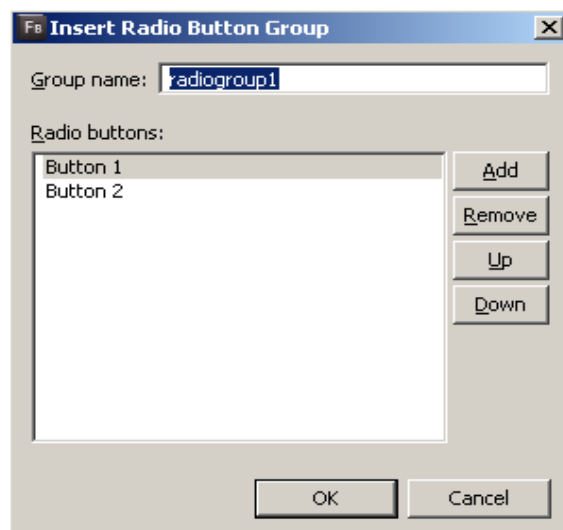 FB Insert Radio Button Group
Group name: radiogroup1
Radio buttons:
Button 1
Button 2
Add
Remove
Up
Down
OK Cancel